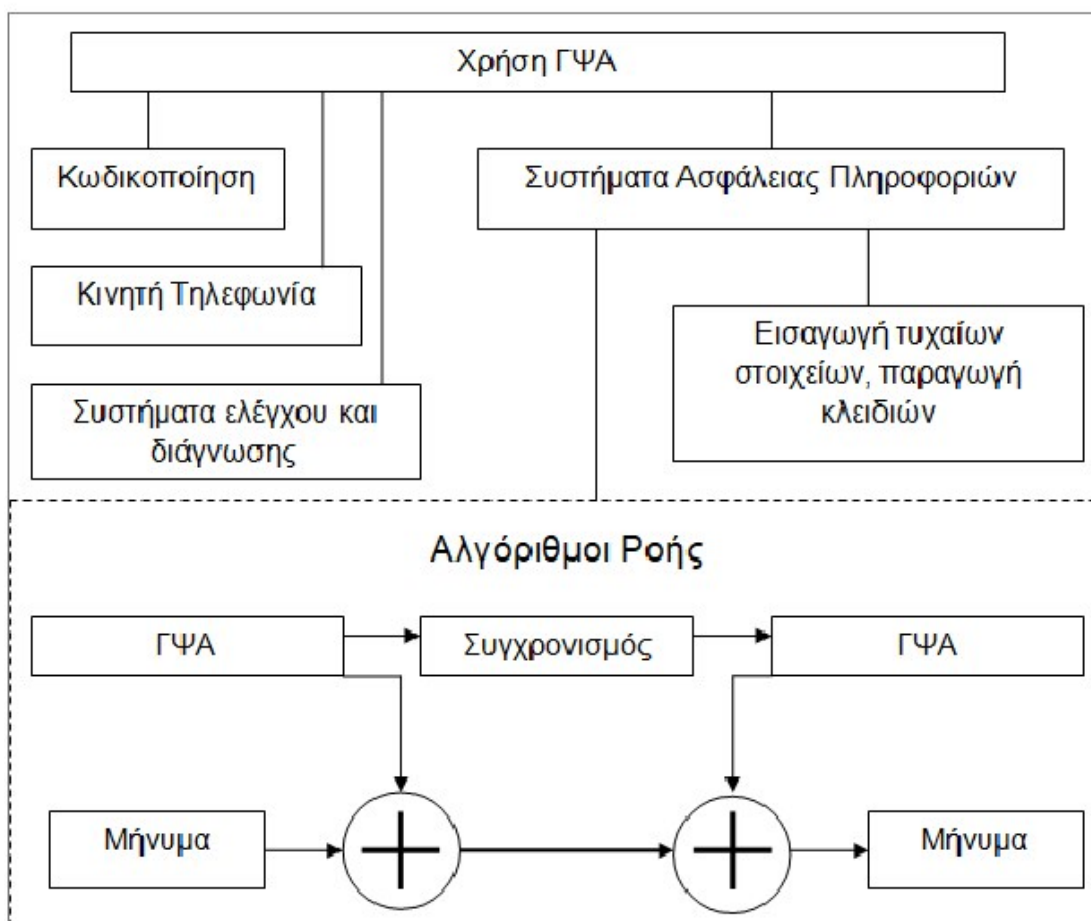 Χρήση ΓΨΑ
Κωδικοποίηση
Συστήματα Ασφάλειας Πληροφοριών
Κινητή Τηλεφωνία
Εισαγωγή τυχαίων
στοιχείων, παραγωγή
κλειδιών
Συστήματα ελέγχου και
διάγνωσης
Αλγόριθμοι Ροής
ΓΨΑ
Συγχρονισμός
ΓΨΑ
Μήνυμα
Μήνυμα